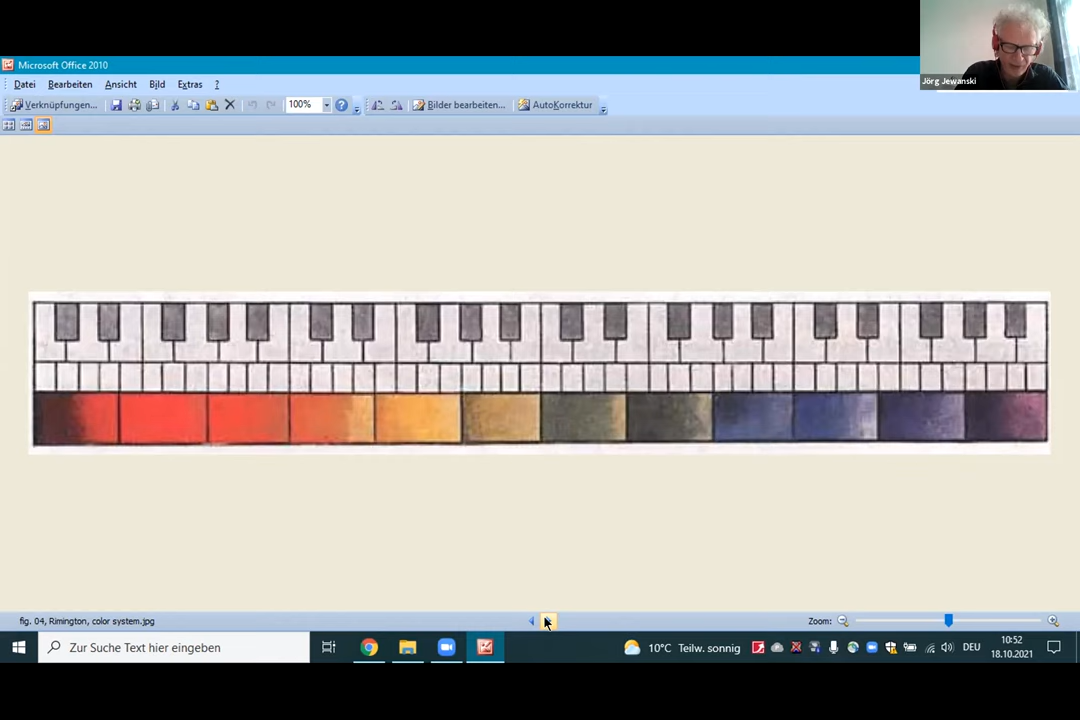 Microsoft Office 2010
Jörg Jewanski
Datei Bearbeiten Ansicht Bild Extras ?
Verknüpfungen... 100% Bilder bearbeiten... AutoKorrektur
fig. 04, Rimington, color system.jpg
Zoom:
Zur Suche Text hier eingeben
10°C Teilw. sonnig
DEU
10:52
18.10.2021